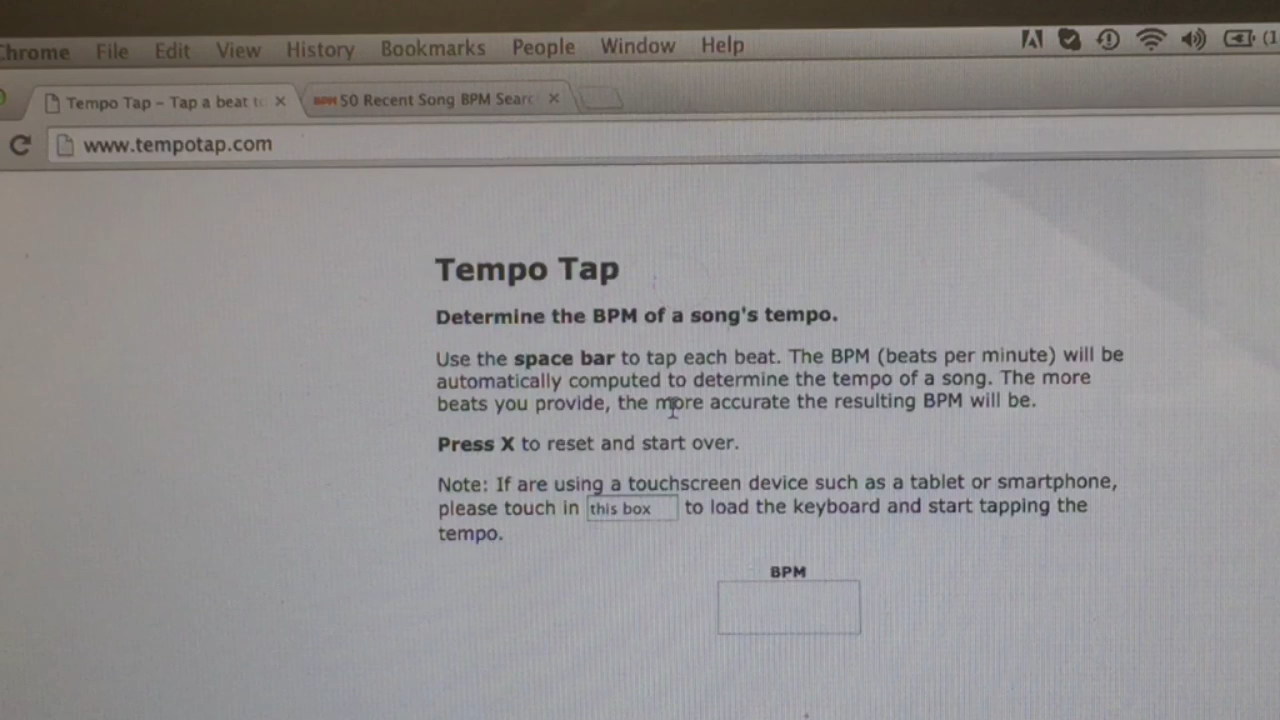 Chrome File Edit View History Bookmarks People Window Help
Tempo Tap – Tap a beat to
BPM 50 Recent Song BPM Searc
www.tempotap.com
Tempo Tap
Determine the BPM of a song's tempo.
Use the space bar to tap each beat. The BPM (beats per minute) will be
automatically computed to determine the tempo of a song. The more
beats you provide, the more accurate the resulting BPM will be.
Press X to reset and start over.
Note: If are using a touchscreen device such as a tablet or smartphone,
please touch in this box to load the keyboard and start tapping the
tempo.
BPM